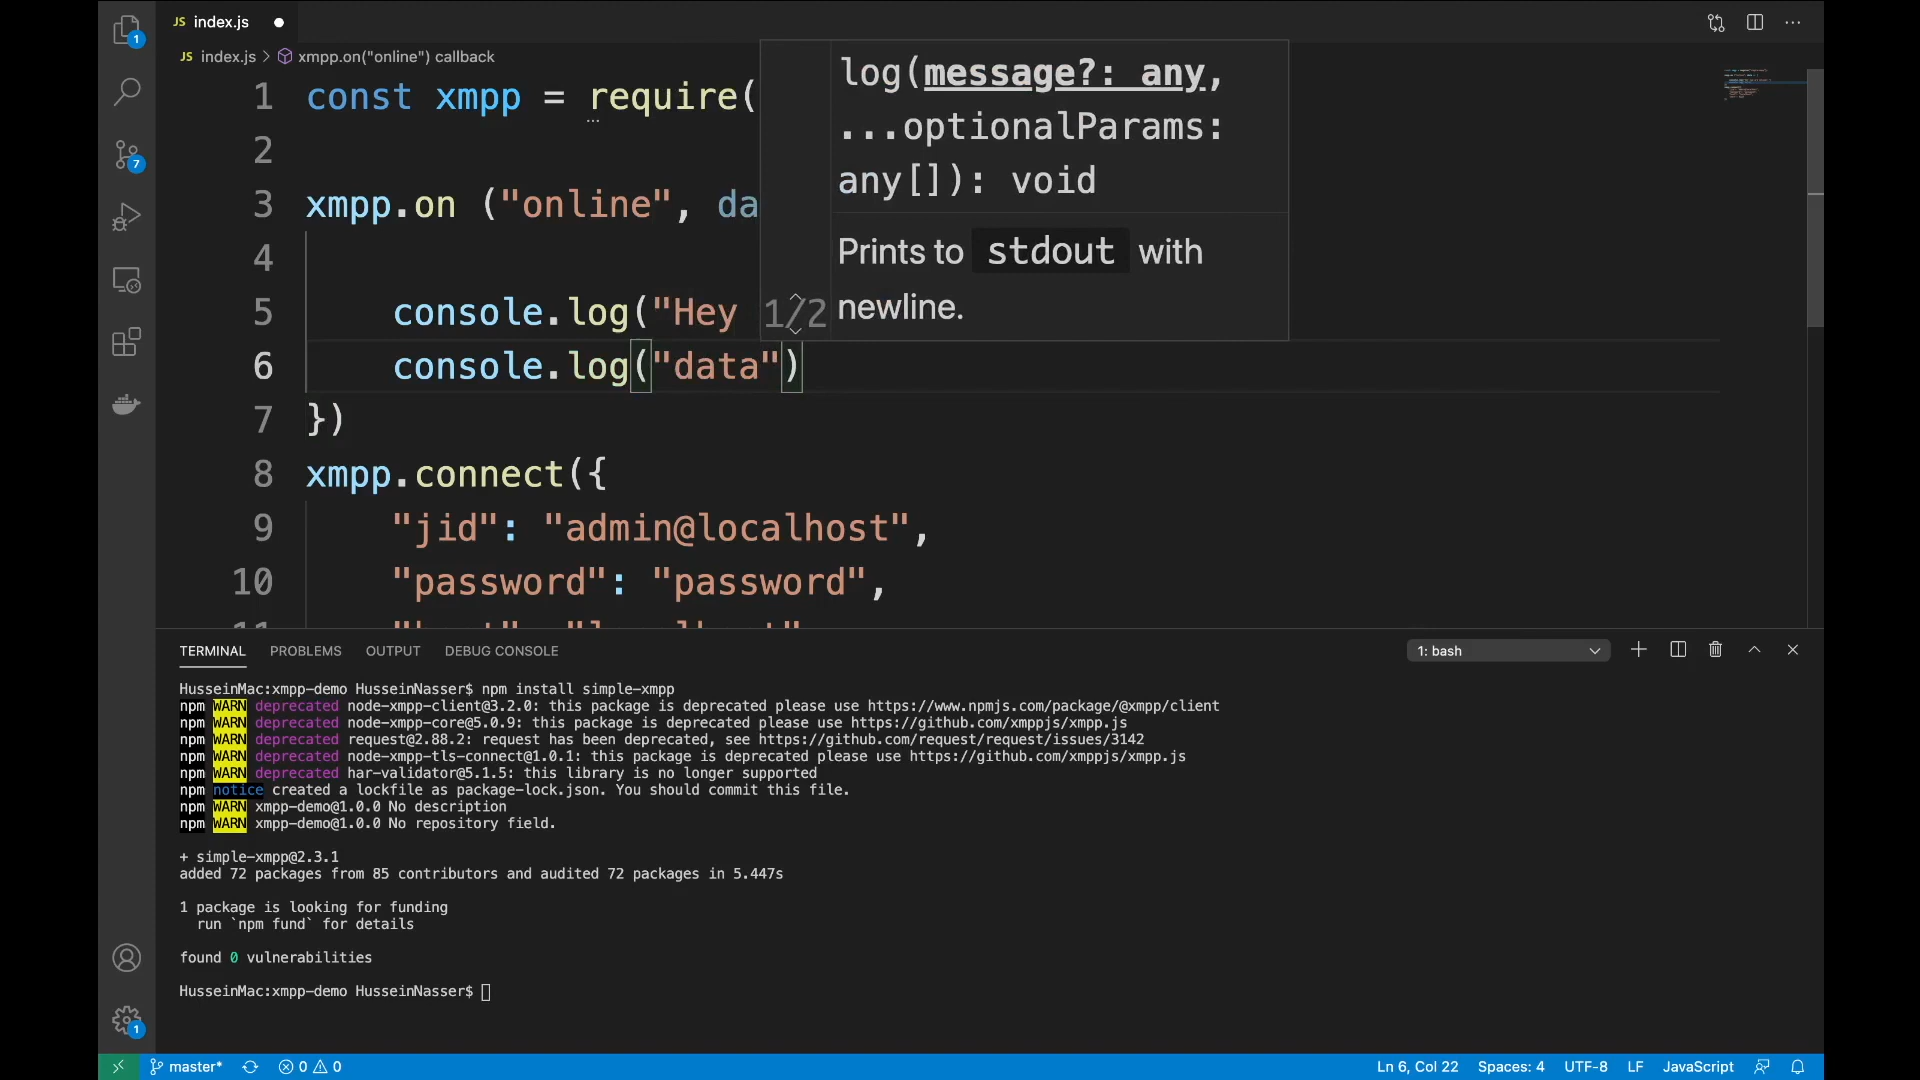 1
JS index.js
JS index.js > xmpp.on("online") callback
1 const xmpp = require(
2
3 xmpp.on ("online", da
4
5 console.log("Hey
6 console.log("data")
7 })
8 xmpp.connect({
9 "jid": "admin@localhost",
10 "password": "password",
log(message?: any,
...optionalParams:
any[]): void
Prints to stdout with
newline.
1/2
7
TERMINAL PROBLEMS OUTPUT DEBUG CONSOLE 1: bash
HusseinMac:xmpp-demo HusseinNasser$ npm install simple-xmpp
npm WARN deprecated node-xmpp-client@3.2.0: this package is deprecated please use https://www.npmjs.com/package/@xmpp/client
npm WARN deprecated node-xmpp-core@5.0.9: this package is deprecated please use https://github.com/xmppjs/xmpp.js
npm WARN deprecated request@2.88.2: request has been deprecated, see https://github.com/request/request/issues/3142
npm WARN deprecated node-xmpp-tls-connect@1.0.1: this package is deprecated please use https://github.com/xmppjs/xmpp.js
npm WARN deprecated har-validator@5.1.5: this library is no longer supported
npm notice created a lockfile as package-lock.json. You should commit this file.
npm WARN xmpp-demo@1.0.0 No description
npm WARN xmpp-demo@1.0.0 No repository field.
+ simple-xmpp@2.3.1
added 72 packages from 85 contributors and audited 72 packages in 5.447s
1 package is looking for funding
run `npm fund` for details
found 0 vulnerabilities
HusseinMac:xmpp-demo HusseinNasser$
1
master* 0 0 Ln 6, Col 22 Spaces: 4 UTF-8 LF JavaScript